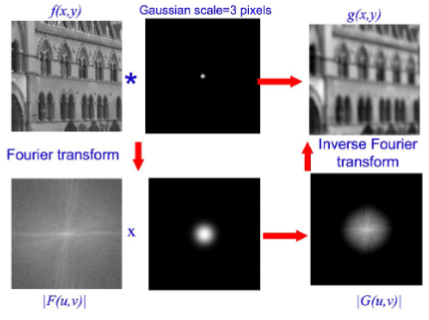 f(x,y)
Gaussian scale=3 pixels
g(x,y)
*
Fourier transform
Inverse Fourier
transform
x
|F(u,v)|
|G(u,v)|